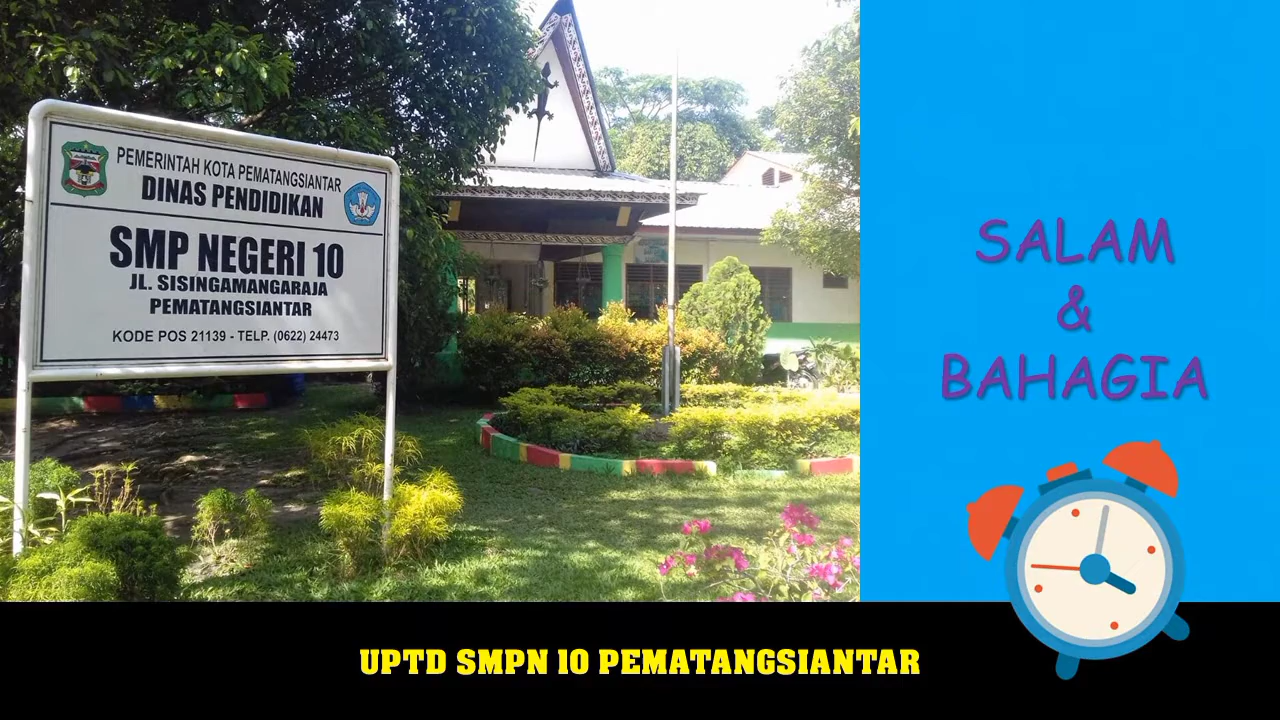 PEMERINTAH KOTA PEMATANGSIANTAR
DINAS PENDIDIKAN
SMP NEGERI 10
JL. SISINGAMANGARAJA
PEMATANGSIANTAR
KODE POS 21139 - TELP. (0622) 24473
SALAM
&
BAHAGIA
UPTD SMPN 10 PEMATANGSIANTAR